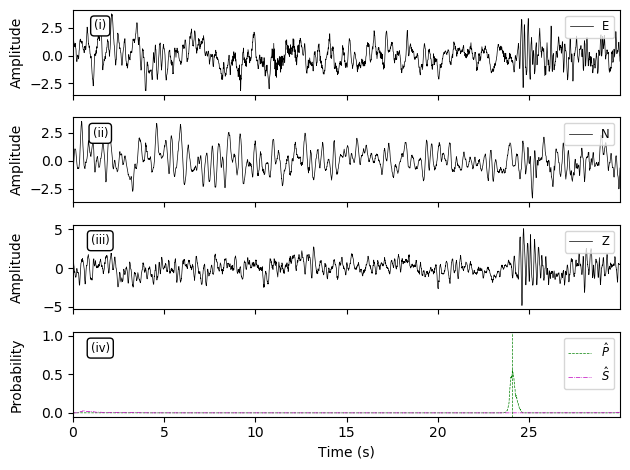 Amplitude
2.5
0.0
−2.5
(i)
E
Amplitude
2.5
0.0
−2.5
(ii)
N
Amplitude
5
0
−5
(iii)
Z
Probability
1.0
0.5
0.0
(iv)
P̂
Ŝ
0 5 10 15 20 25
Time (s)